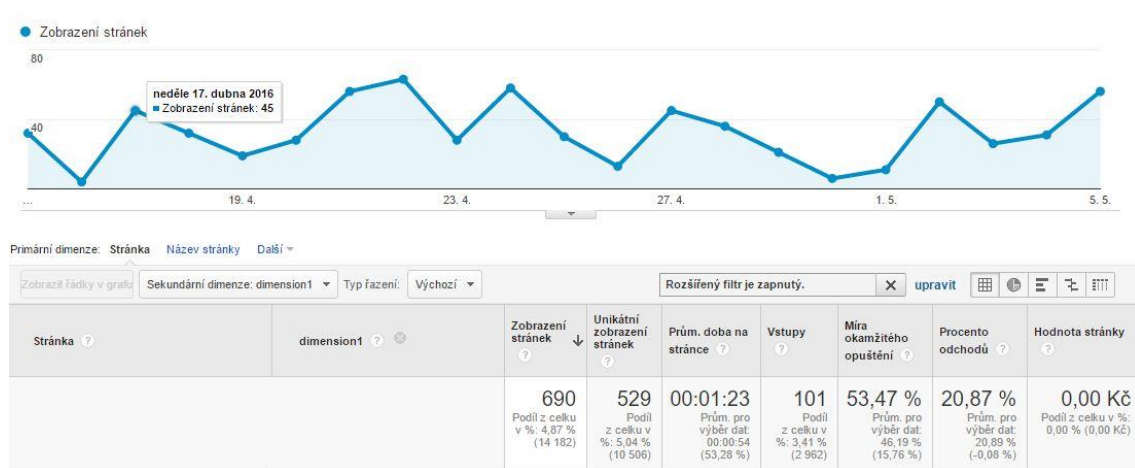 Zobrazení stránek
80
40
neděle 17. dubna 2016
Zobrazení stránek: 45
...
19. 4.
23. 4.
27. 4.
1. 5.
5. 5.
Primární dimenze: Stránka Název stránky Další
Zobrazit řádky v grafu Sekundární dimenze: dimension1 Typ řazení: Výchozí Rozšířený filtr je zapnutý. upravit
Stránka ?
dimension1 ?
Zobrazení
stránek
?
Unikátní
zobrazení
stránek
?
Prům. doba na
stránce ?
Vstupy
?
Míra
okamžitého
opuštění ?
Procento
odchodů ?
Hodnota stránky
?
690
Podíl z celku
v %: 4,87 %
(14 182)
529
Podíl
z celku v
%: 5,04 %
(10 506)
00:01:23
Prům. pro
výběr dat:
00:00:54
(53,28 %)
101
Podíl
z celku v
%: 3,41 %
(2 962)
53,47 %
Prům. pro
výběr dat:
46,19 %
(15,76 %)
20,87 %
Prům. pro
výběr dat:
20,89 %
(-0,08 %)
0,00 Kč
Podíl z celku v %:
0,00 % (0,00 Kč)